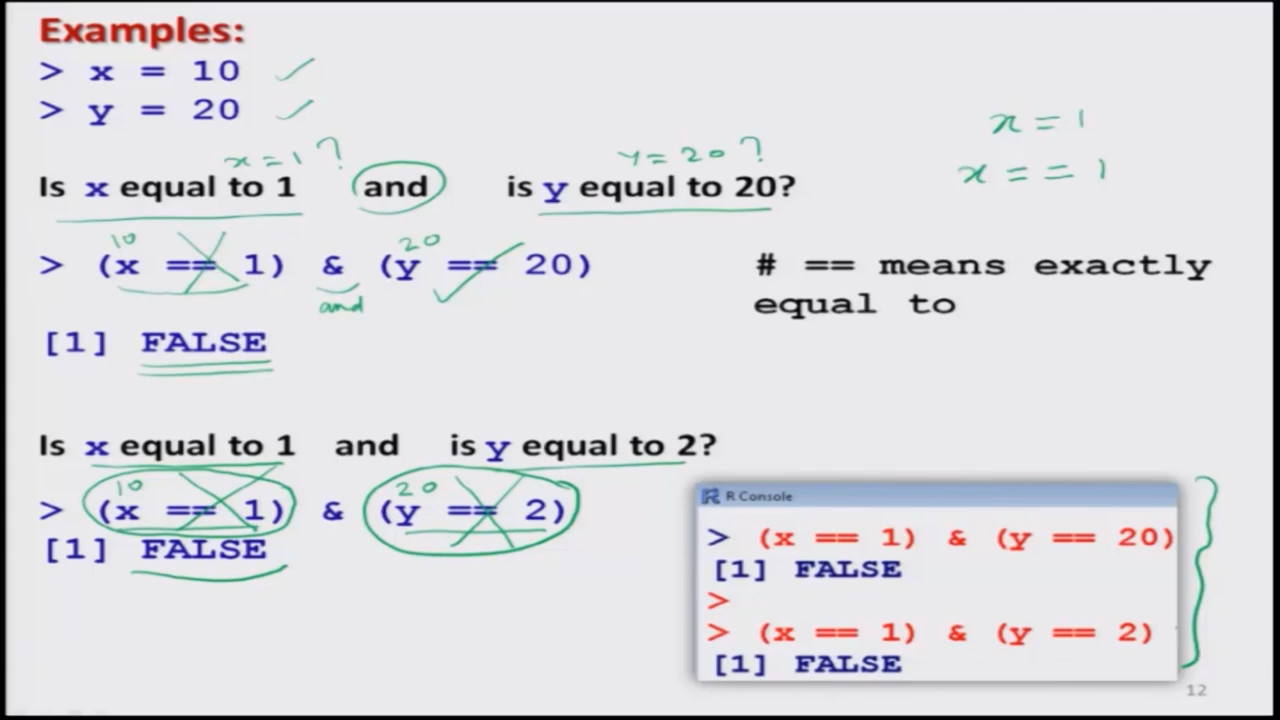 Examples:
> x = 10
> y = 20
x = 1
x = 1 ?
y = 20 ?
x = = 1
Is x equal to 1 and is y equal to 20?
10
20
> (x == 1) & (y == 20)
# == means exactly
equal to
and
[1] FALSE
Is x equal to 1 and is y equal to 2?
10
20
> (x == 1) & (y == 2)
[1] FALSE
R R Console
> (x == 1) & (y == 20)
[1] FALSE
>
> (x == 1) & (y == 2)
[1] FALSE
12